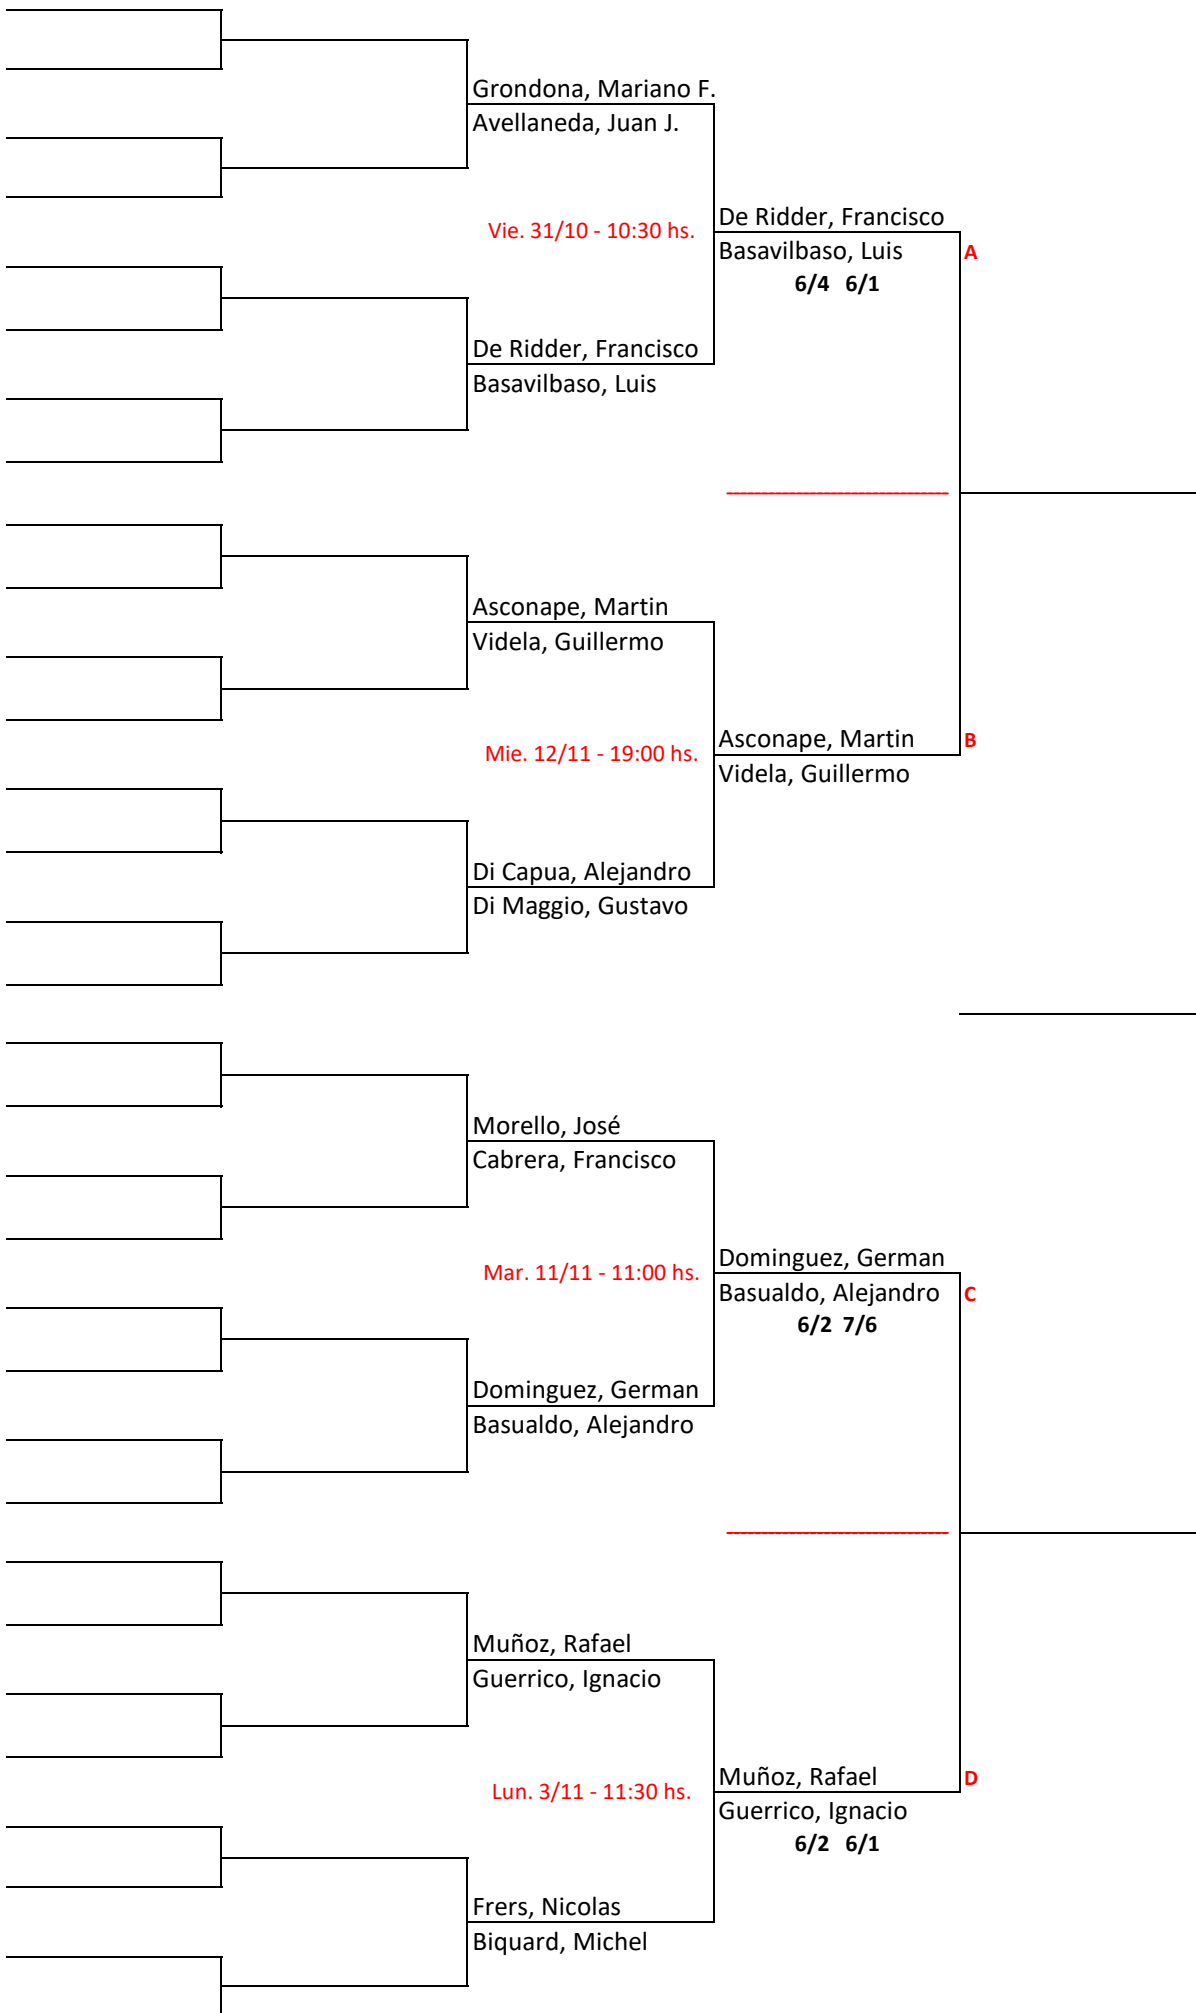 Grondona, Mariano F.
Avellaneda, Juan J.
Vie. 31/10 - 10:30 hs.
De Ridder, Francisco
Basavilbaso, Luis
A
6/4 6/1
De Ridder, Francisco
Basavilbaso, Luis
Asconape, Martin
Videla, Guillermo
Mie. 12/11 - 19:00 hs.
Asconape, Martin
B
Videla, Guillermo
Di Capua, Alejandro
Di Maggio, Gustavo
Morello, José
Cabrera, Francisco
Mar. 11/11 - 11:00 hs.
Dominguez, German
Basualdo, Alejandro
C
6/2 7/6
Dominguez, German
Basualdo, Alejandro
Muñoz, Rafael
Guerrico, Ignacio
Lun. 3/11 - 11:30 hs.
Muñoz, Rafael
D
Guerrico, Ignacio
6/2 6/1
Frers, Nicolas
Biquard, Michel